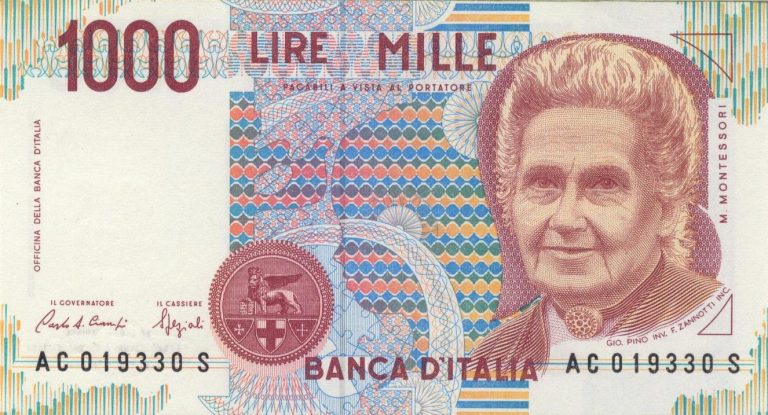 1000 LIRE MILLE
PAGABILI A VISTA AL PORTATORE
OFFICINA DELLA BANCA D'ITALIA
M. MONTESSORI
IL GOVERNATORE
IL CASSIERE
GIO. PINO INV. F. ZANNOTTI INC.
AC 019330 S
BANCA D'ITALIA
AC 019330 S